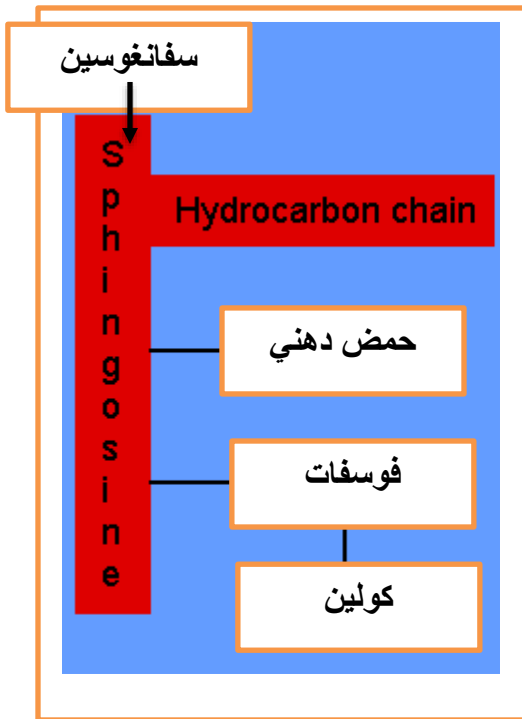 سفانغوسين
Sphingosine
Hydrocarbon chain
حمض دهني
فوسفات
كولين